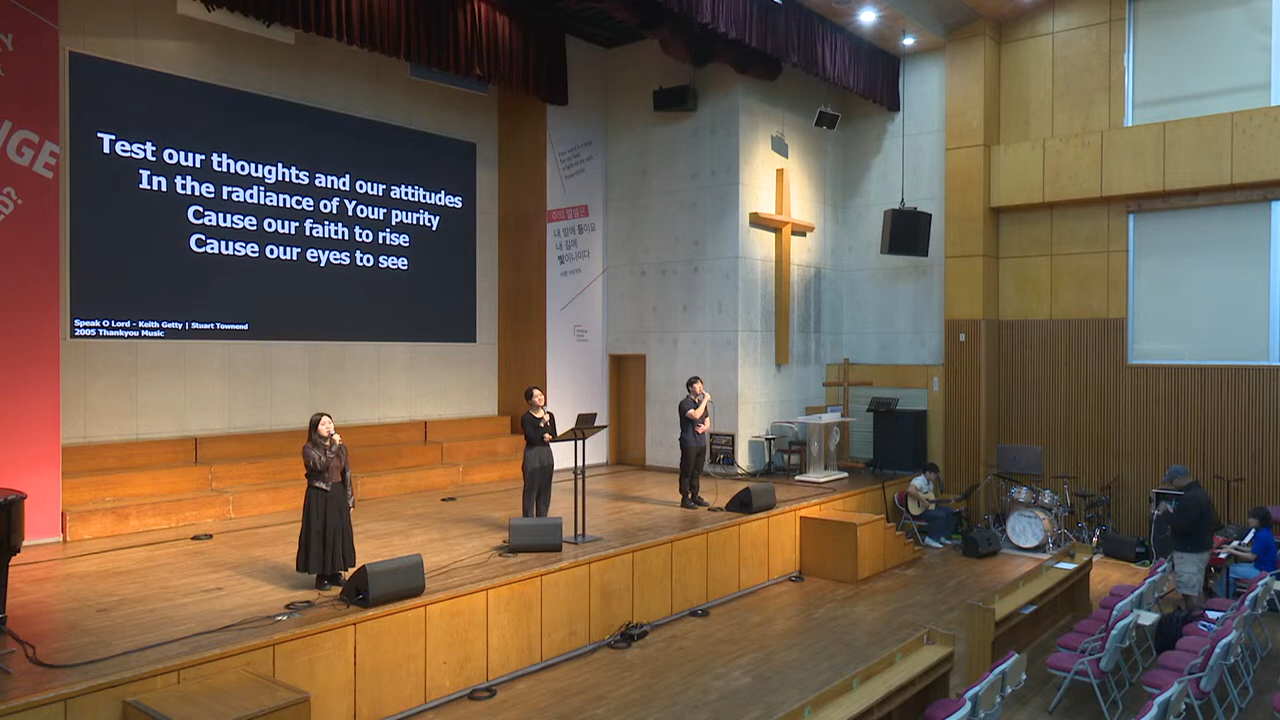 NGE
Test our thoughts and our attitudes
In the radiance of Your purity
Cause our faith to rise
Cause our eyes to see
Speak O Lord - Keith Getty | Stuart Townend
2005 Thankyou Music
주의 말씀은
내 발에 등이요
내 길에
빛이니이다